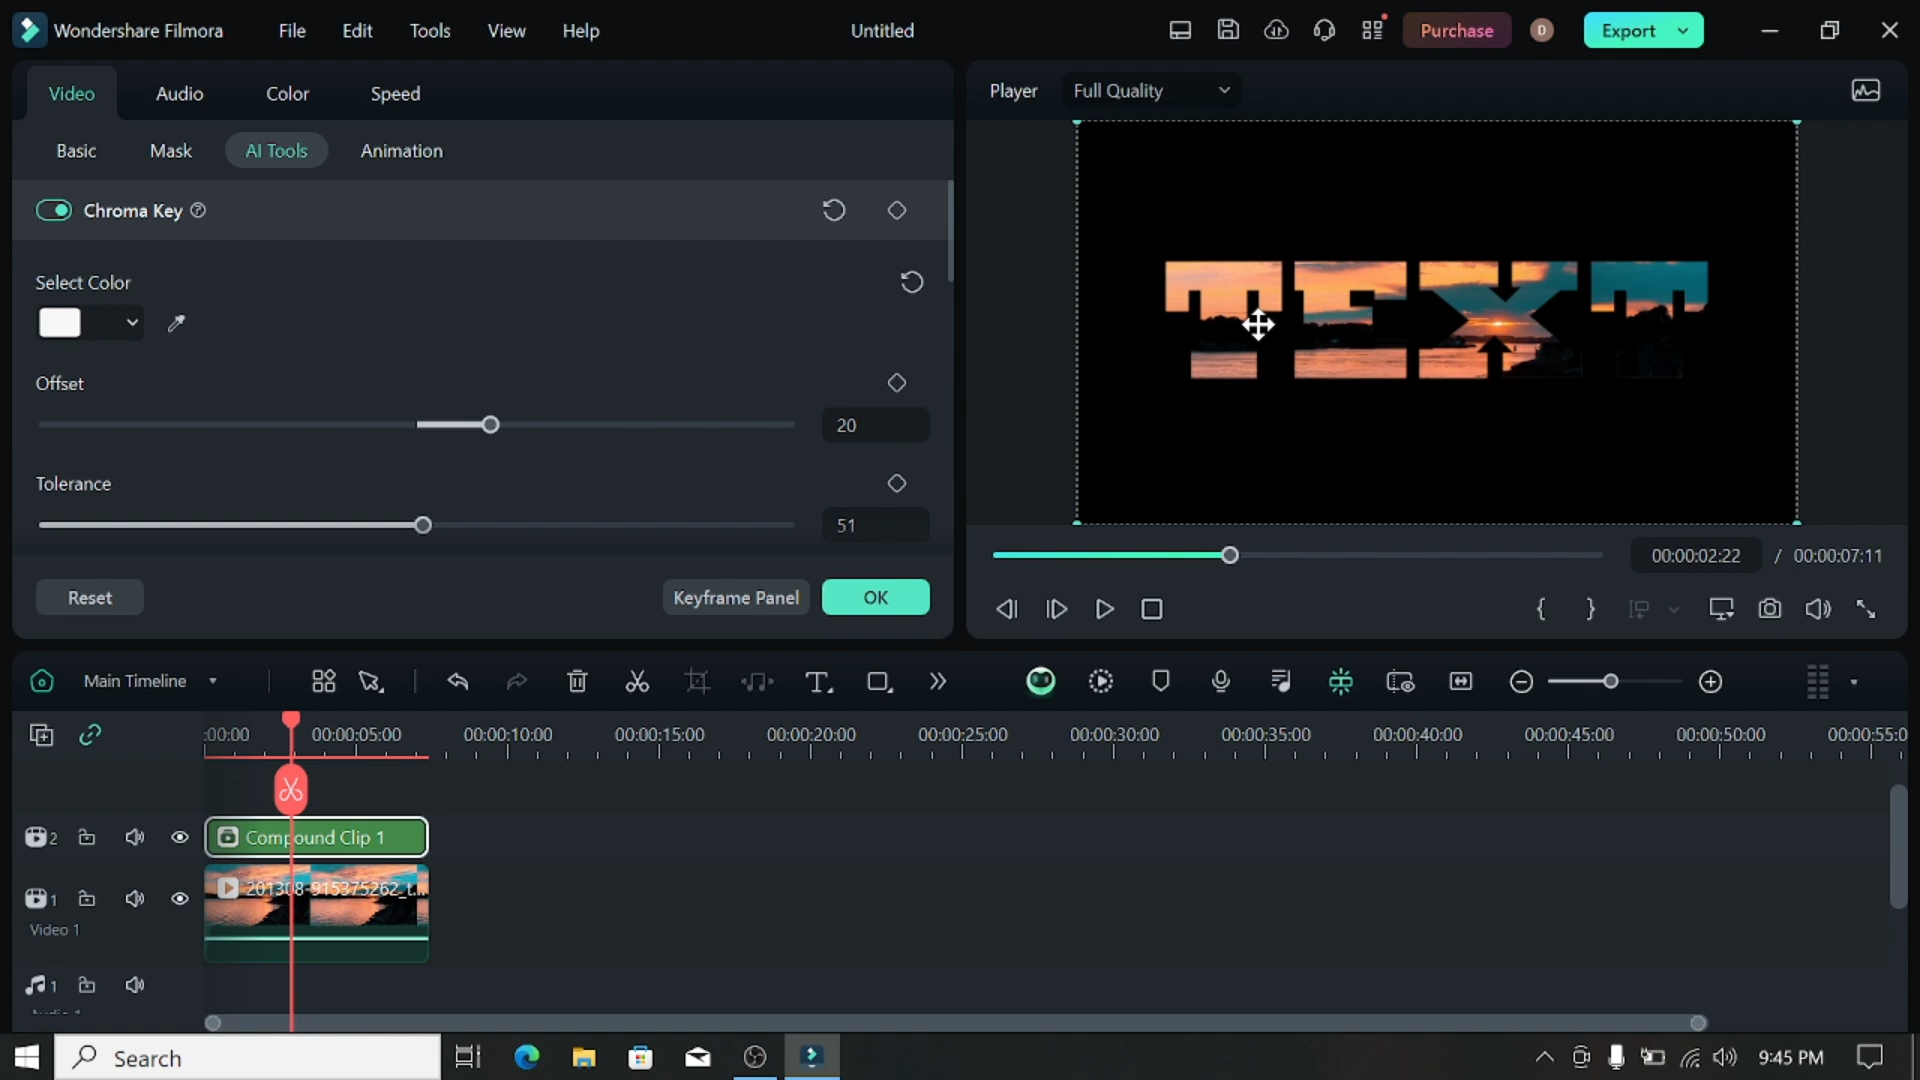 Wondershare Filmora File Edit Tools View Help Untitled Purchase D Export
Video Audio Color Speed
Player Full Quality
Basic Mask AI Tools Animation
Chroma Key
Select Color
Offset
20
Tolerance
51
TEXT
00:00:02:22 / 00:00:07:11
Reset Keyframe Panel OK
Main Timeline
:00:00 00:00:05:00 00:00:10:00 00:00:15:00 00:00:20:00 00:00:25:00 00:00:30:00 00:00:35:00 00:00:40:00 00:00:45:00 00:00:50:00 00:00:55:0
2 Compound Clip 1
201308-915375262_t...
1
Video 1
1
Search 9:45 PM